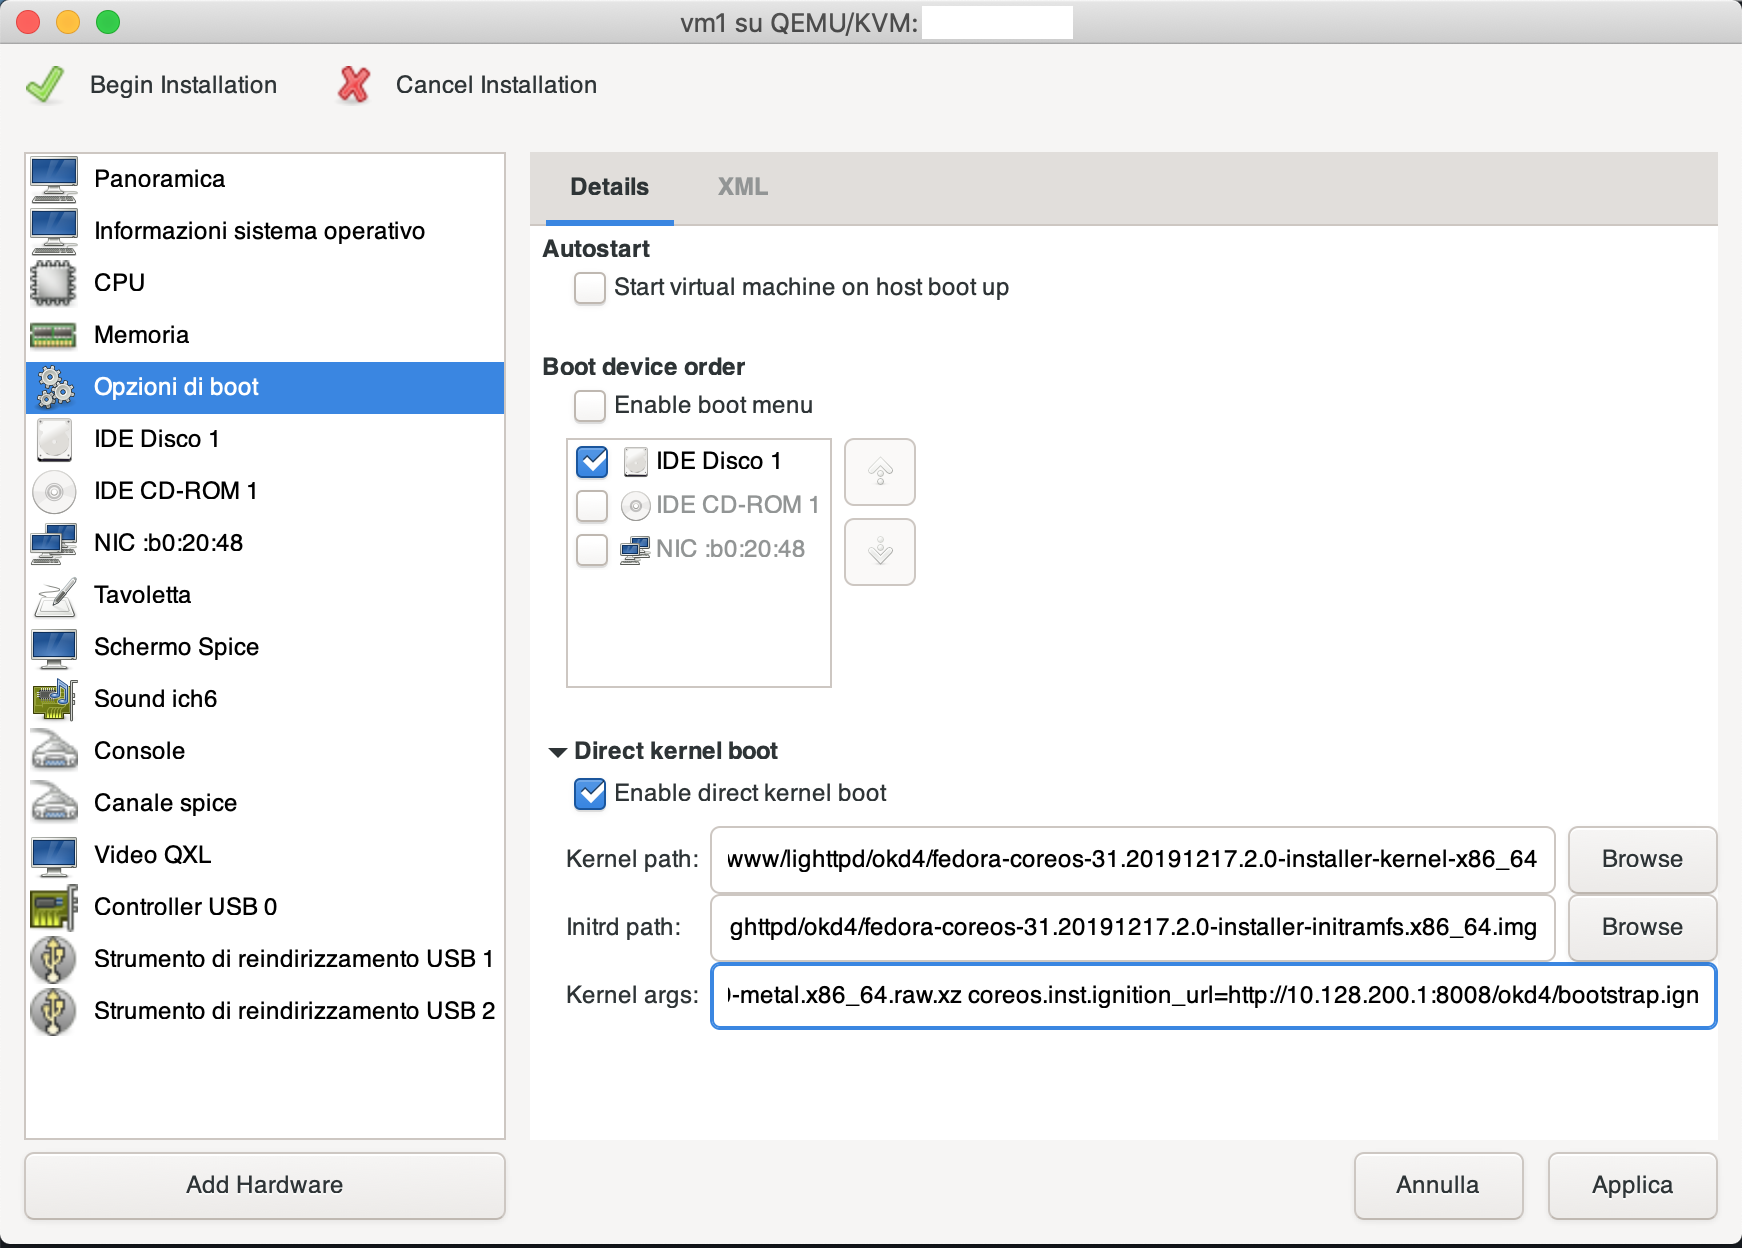 vm1 su QEMU/KVM:
Begin Installation
Cancel Installation
Panoramica
Informazioni sistema operativo
CPU
Memoria
Opzioni di boot
IDE Disco 1
IDE CD-ROM 1
NIC :b0:20:48
Tavoletta
Schermo Spice
Sound ich6
Console
Canale spice
Video QXL
Controller USB 0
Strumento di reindirizzamento USB 1
Strumento di reindirizzamento USB 2
Add Hardware
Details
XML
Autostart
Start virtual machine on host boot up
Boot device order
Enable boot menu
IDE Disco 1
IDE CD-ROM 1
NIC :b0:20:48
Direct kernel boot
Enable direct kernel boot
Kernel path: www/lighttpd/okd4/fedora-coreos-31.20191217.2.0-installer-kernel-x86_64 Browse
Initrd path: ghttpd/okd4/fedora-coreos-31.20191217.2.0-installer-initramfs.x86_64.img Browse
Kernel args: -metal.x86_64.raw.xz coreos.inst.ignition_url=http://10.128.200.1:8008/okd4/bootstrap.ign
Annulla
Applica